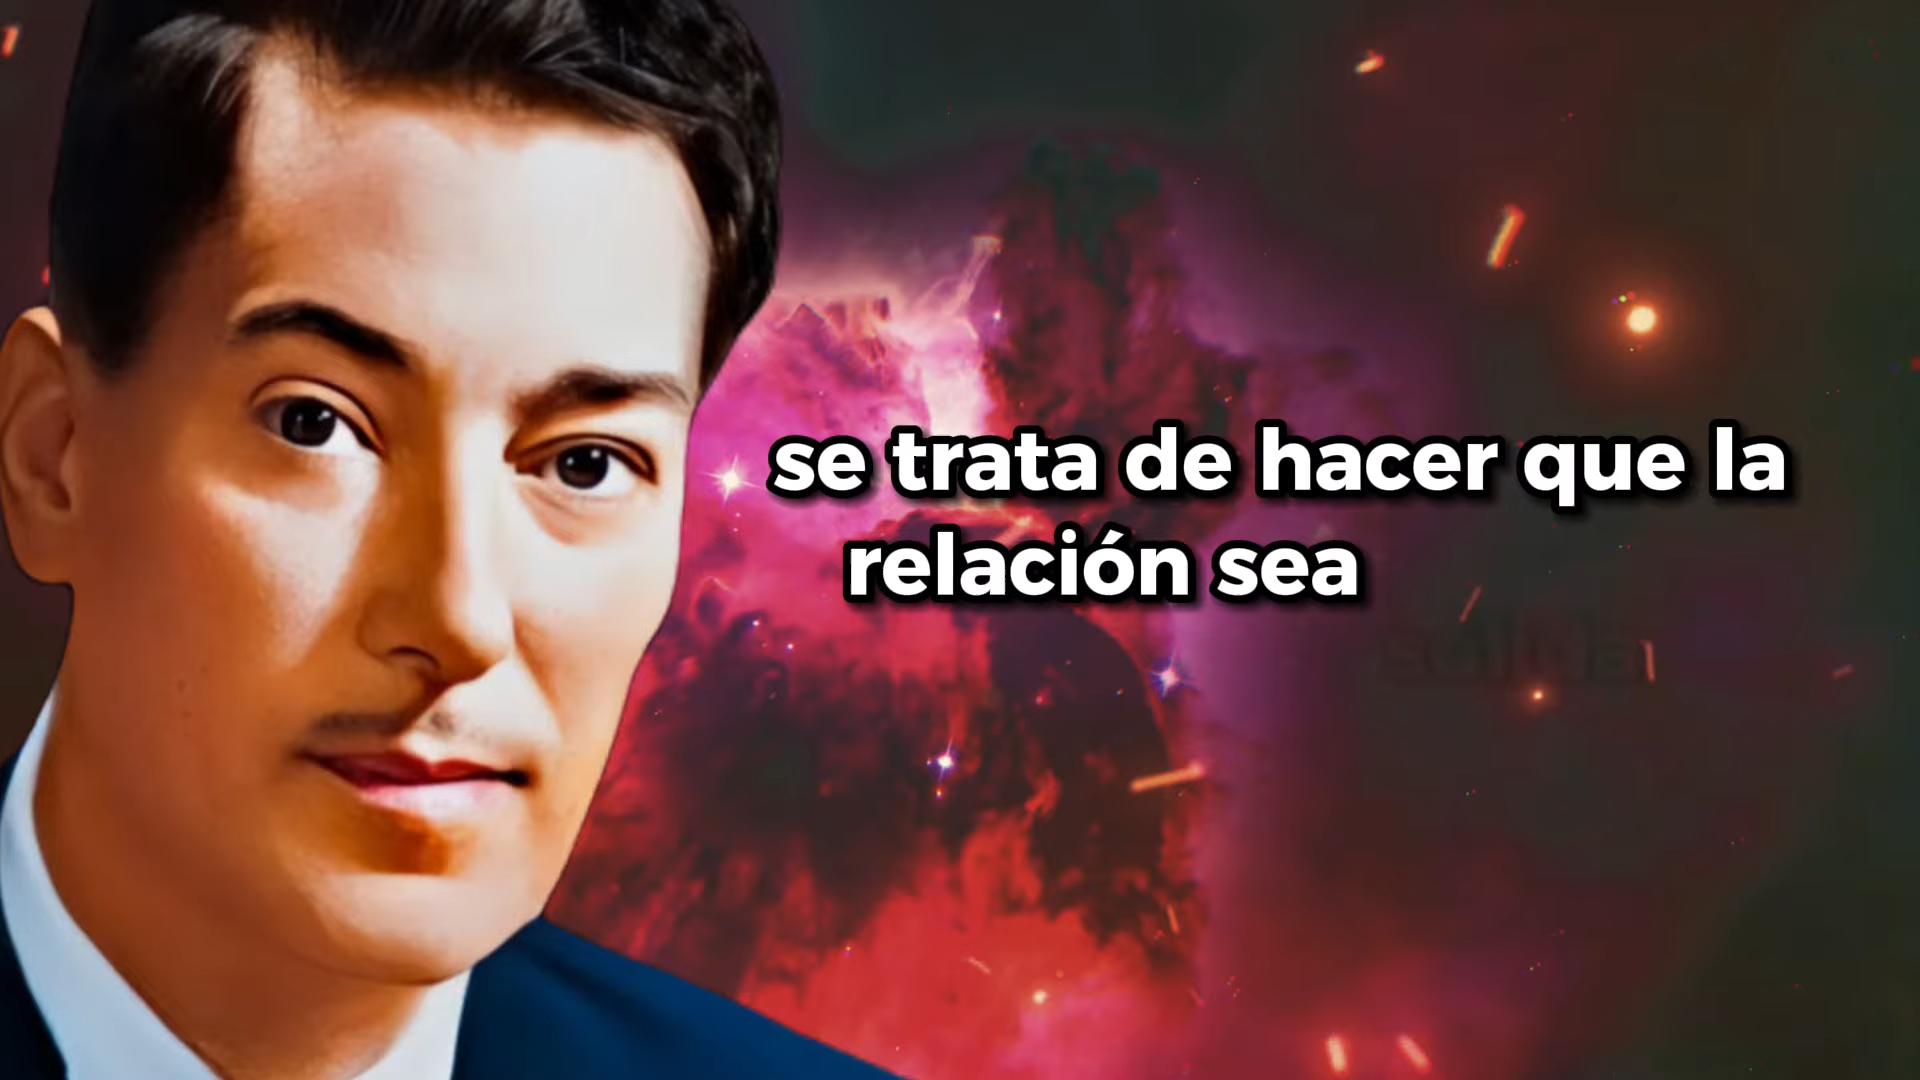 se trata de hacer que la
relación sea